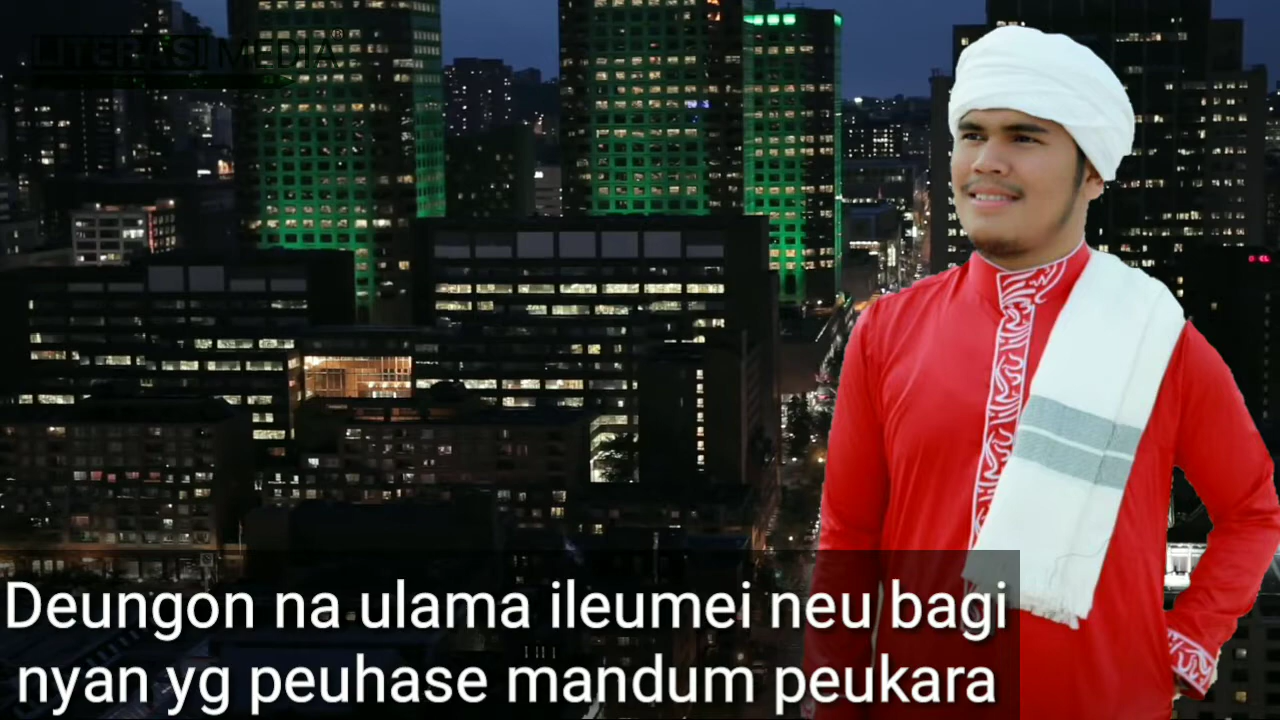 LITERASI MEDIA
Deungon na ulama ileumei neu bagi
nyan yg peuhase mandum peukara